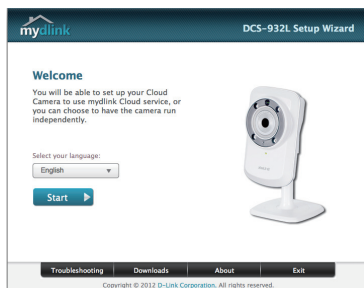 mydlink
DCS-932L Setup Wizard
Welcome
You will be able to set up your Cloud
Camera to use mydlink Cloud service, or
you can choose to have the camera run
independently.
Select your language:
English
Start
Troubleshooting Downloads About Exit
Copyright © 2012 D-Link Corporation. All rights reserved.